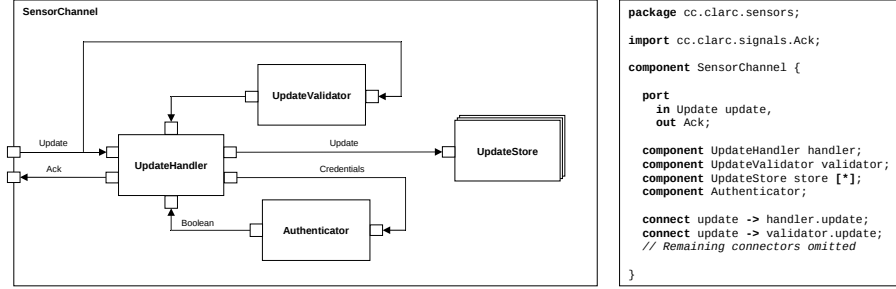 SensorChannel
UpdateValidator
Update
Ack
UpdateHandler
Update
Credentials
UpdateStore
Boolean
Authenticator
package cc.clarc.sensors;
import cc.clarc.signals.Ack;
component SensorChannel {
port
in Update update,
out Ack;
component UpdateHandler handler;
component UpdateValidator validator;
component UpdateStore store [*];
component Authenticator;
connect update -> handler.update;
connect update -> validator.update;
// Remaining connectors omitted
}